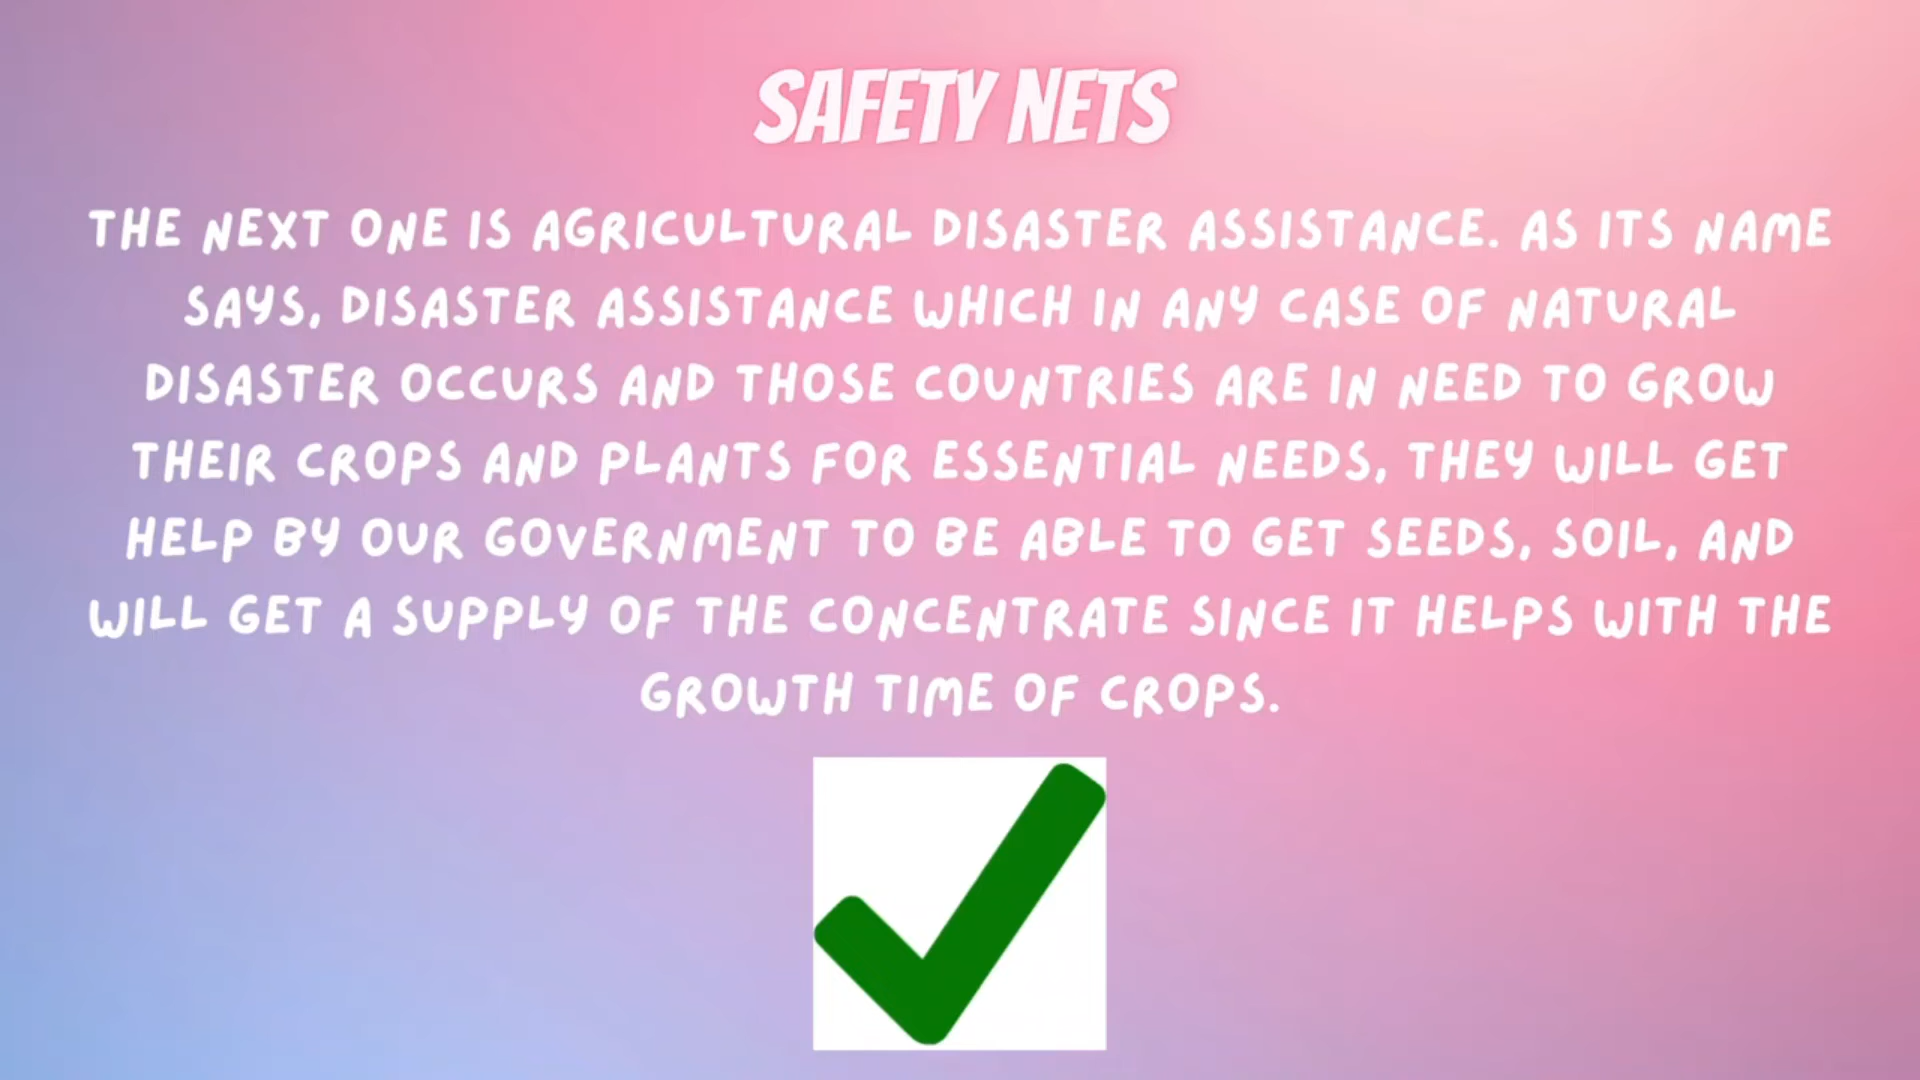 SAFETY NETS
THE NEXT ONE IS AGRICULTURAL DISASTER ASSISTANCE. AS ITS NAME
SAYS, DISASTER ASSISTANCE WHICH IN ANY CASE OF NATURAL
DISASTER OCCURS AND THOSE COUNTRIES ARE IN NEED TO GROW
THEIR CROPS AND PLANTS FOR ESSENTIAL NEEDS, THEY WILL GET
HELP BY OUR GOVERNMENT TO BE ABLE TO GET SEEDS, SOIL, AND
WILL GET A SUPPLY OF THE CONCENTRATE SINCE IT HELPS WITH THE
GROWTH TIME OF CROPS.